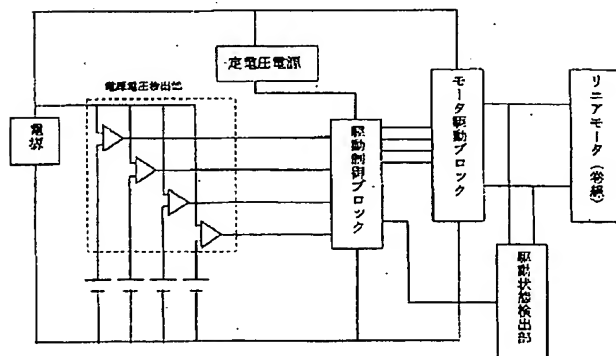 定電圧電源
電源電圧検出部
電源
駆動制御ブロック
モータ駆動ブロック
リニアモータ(巻線)
駆動状態検出部